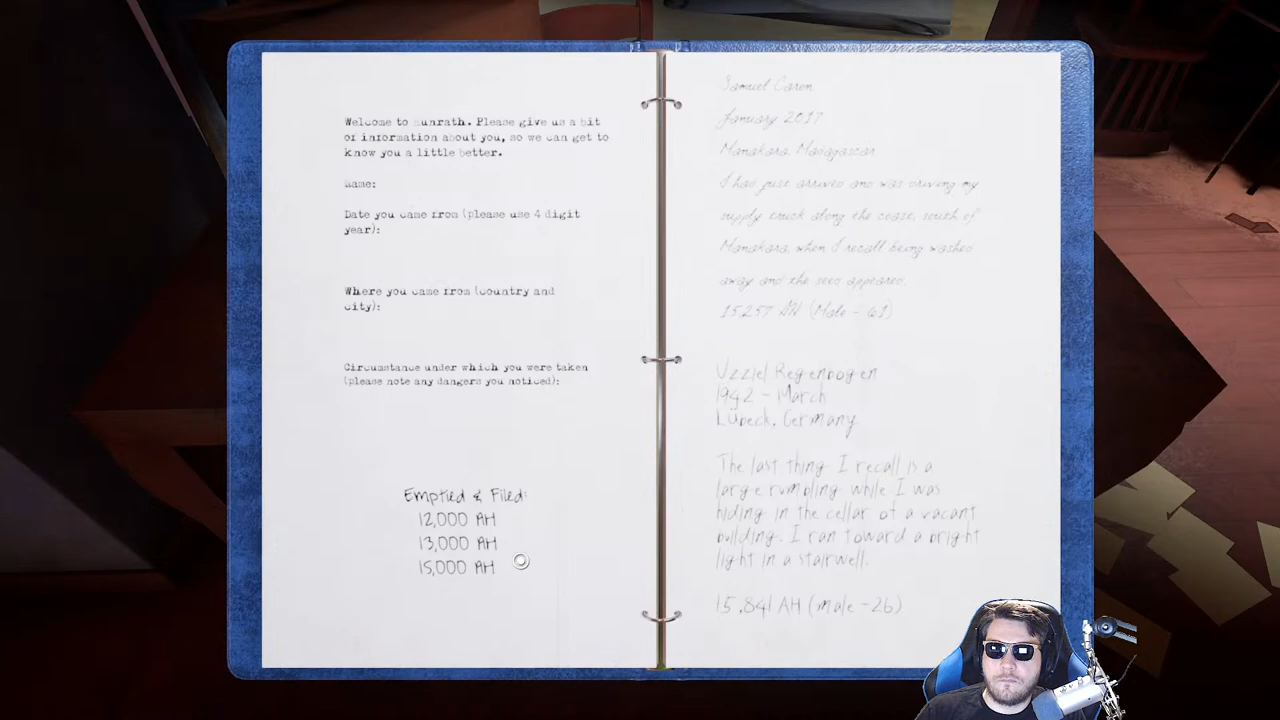 Welcome to Hunrath. Please give us a bit
of information about you, so we can get to
know you a little better.
Name:
Date you came from (please use 4 digit
year):
Where you came from (country and
city):
Circumstance under which you were taken
(please note any dangers you noticed):
Emptied & Filed:
12,000 AH
13,000 AH
15,000 AH
Samuel Caren
January 2017
Manakara, Madagascar
I had just arrived and was driving my
supply truck along the coast, south of
Manakara, when I recall being washed
away and the seed appeared.
15257 AH (Male - 61)
Uzziel Regenbogen
1942 - March
Lübeck, Germany
The last thing I recall is a
large rumbling while I was
hiding in the cellar of a vacant
building. I ran toward a bright
light in a stairwell.
15,841 AH (male - 26)